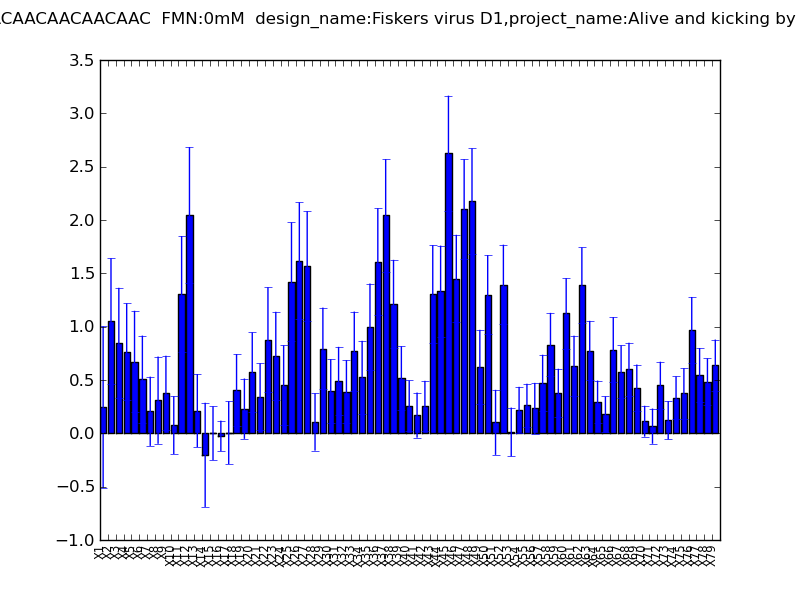 CAACAACAACAAC FMN:0mM design_name:Fiskers virus D1,project_name:Alive and kicking by
3.5
3.0
2.5
2.0
1.5
1.0
0.5
0.0
−0.5
−1.0
X1
X2
X3
X4
X5
X6
X7
X8
X9
X10
X11
X12
X13
X14
X15
X16
X17
X18
X19
X20
X21
X22
X23
X24
X25
X26
X27
X28
X29
X30
X31
X32
X33
X34
X35
X36
X37
X38
X39
X40
X41
X42
X43
X44
X45
X46
X47
X48
X49
X50
X51
X52
X53
X54
X55
X56
X57
X58
X59
X60
X61
X62
X63
X64
X65
X66
X67
X68
X69
X70
X71
X72
X73
X74
X75
X76
X77
X78
X79